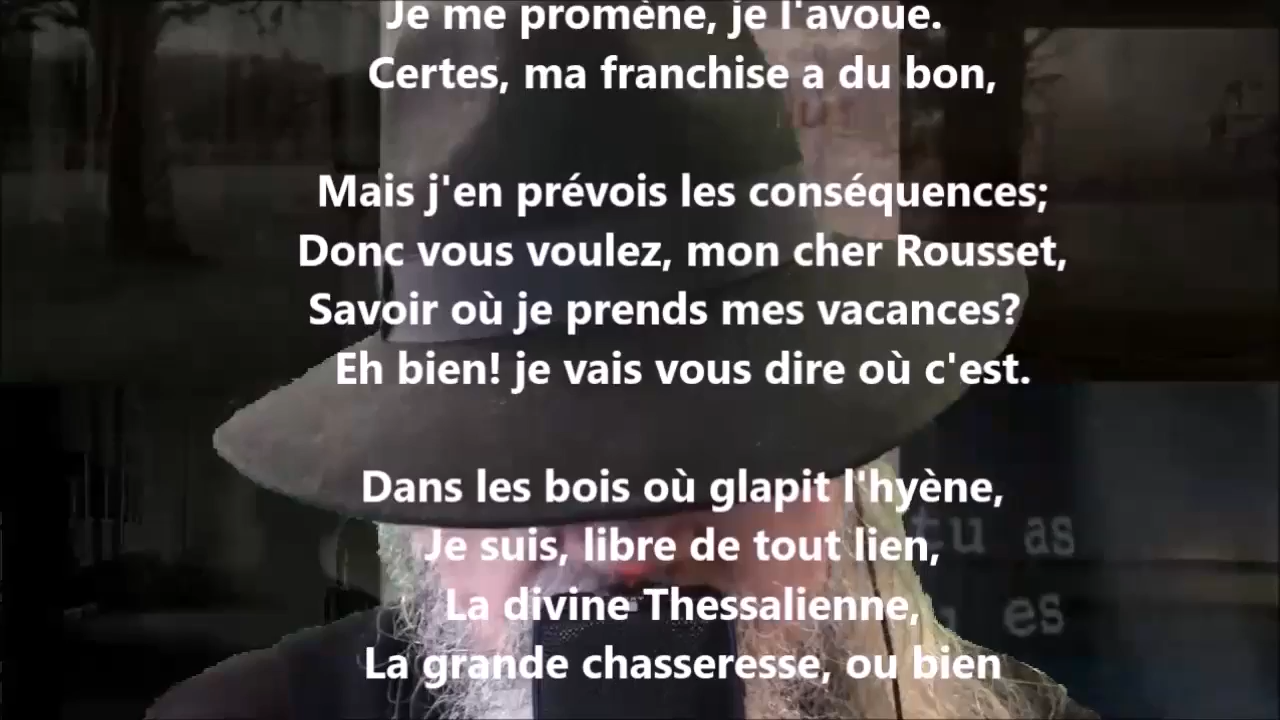 Je me promène, je l'avoue.
Certes, ma franchise a du bon,
Mais j'en prévois les conséquences;
Donc vous voulez, mon cher Rousset,
Savoir où je prends mes vacances?
Eh bien! je vais vous dire où c'est.
Dans les bois où glapit l'hyène,
Je suis, libre de tout lien,
La divine Thessalienne,
La grande chasseresse, ou bien
tu as
es